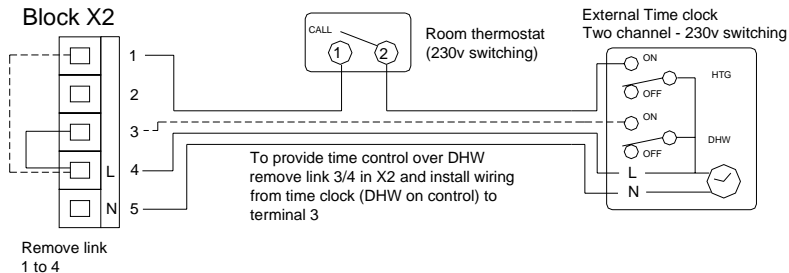 Block X2
1
2
3
L 4
N 5
Remove link
1 to 4
CALL
1 2
Room thermostat
(230v switching)
To provide time control over DHW
remove link 3/4 in X2 and install wiring
from time clock (DHW on control) to
terminal 3
External Time clock
Two channel - 230v switching
ON
HTG
OFF
ON
DHW
OFF
L
N